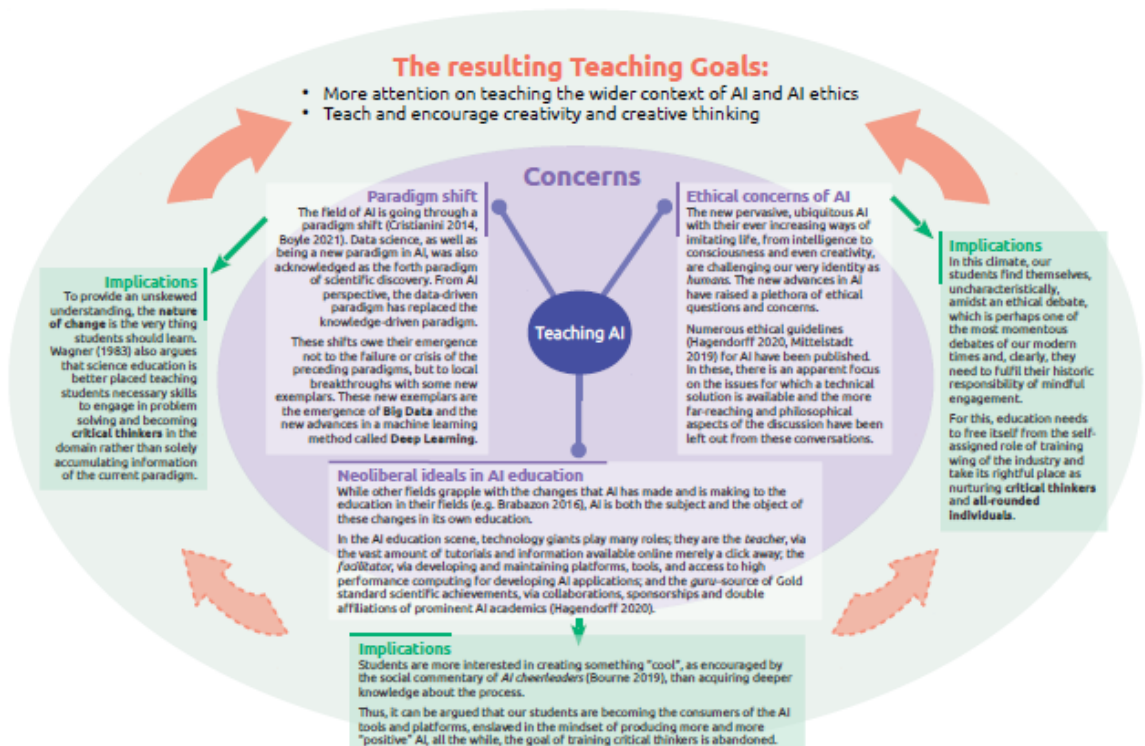 The resulting Teaching Goals:
• More attention on teaching the wider context of AI and AI ethics
• Teach and encourage creativity and creative thinking
Concerns
Paradigm shift
The field of AI is going through a
paradigm shift (Cristianini 2014,
Boyle 2021). Data science, as well as
being a new paradigm in AI, was also
acknowledged as the forth paradigm
of scientific discovery. From AI
perspective, the data-driven
paradigm has replaced the
knowledge-driven paradigm.
These shifts owe their emergence
not to the failure or crisis of the
preceding paradigms, but to local
breakthroughs with some new
exemplars. These new exemplars are
the emergence of Big Data and the
new advances in a machine learning
method called Deep Learning.
Ethical concerns of AI
The new pervasive, ubiquitous AI
with their ever increasing ways of
imitating life, from intelligence to
consciousness and even creativity,
are challenging our very identity as
humans. The new advances in AI
have raised a plethora of ethical
questions and concerns.
Numerous ethical guidelines
(Hagendorff 2020, Mittelstadt
2019) for AI have been published.
In these, there is an apparent focus
on the issues for which a technical
solution is available and the more
far-reaching and philosophical
aspects of the discussion have been
left out from these conversations.
Teaching AI
Implications
To provide an unskewed
understanding, the nature
of change is the very thing
students should learn.
Wagner (1983) also argues
that science education is
better placed teaching
students necessary skills
to engage in problem
solving and becoming
critical thinkers in the
domain rather than solely
accumulating information
of the current paradigm.
Implications
In this climate, our
students find themselves,
uncharacteristically,
amidst an ethical debate,
which is perhaps one of
the most momentous
debates of our modern
times and, clearly, they
need to fulfil their historic
responsibility of mindful
engagement.
For this, education needs
to free itself from the self-
assigned role of training
wing of the industry and
take its rightful place as
nurturing critical thinkers
and all-rounded
individuals.
Neoliberal ideals in AI education
While other fields grapple with the changes that AI has made and is making to the
education in their fields (e.g. Brabazon 2016), AI is both the subject and the object of
these changes in its own education.
In the AI education scene, technology giants play many roles; they are the teacher, via
the vast amount of tutorials and information available online merely a click away; the
facilitator, via developing and maintaining platforms, tools, and access to high
performance computing for developing AI applications; and the guru–source of Gold
standard scientific achievements, via collaborations, sponsorships and double
affiliations of prominent AI academics (Hagendorff 2020).
Implications
Students are more interested in creating something "cool", as encouraged by
the social commentary of AI cheerleaders (Bourne 2019), than acquiring deeper
knowledge about the process.
Thus, it can be argued that our students are becoming the consumers of the AI
tools and platforms, enslaved in the mindset of producing more and more
"positive" AI, all the while, the goal of training critical thinkers is abandoned.